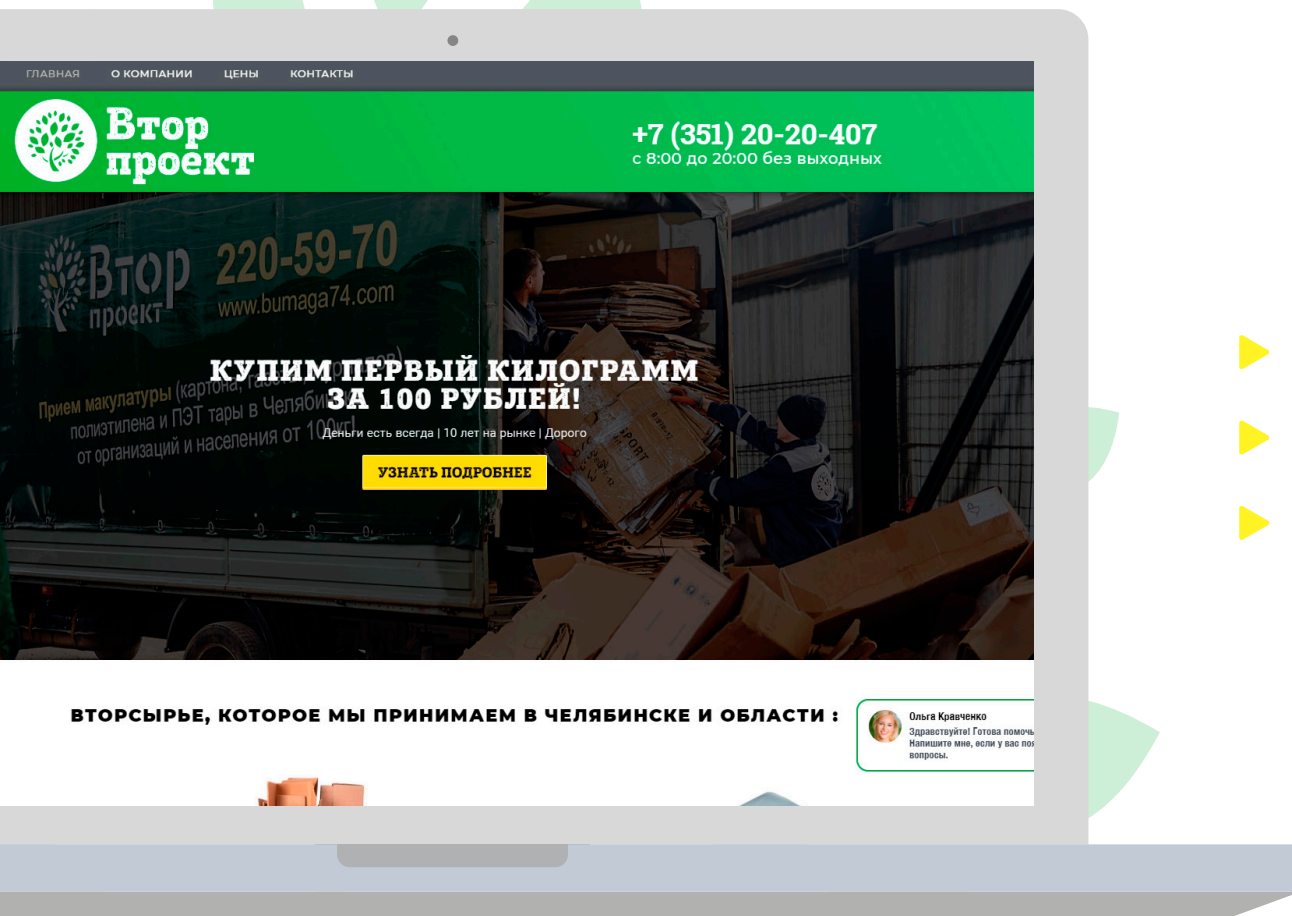 ГЛАВНАЯ О КОМПАНИИ ЦЕНЫ КОНТАКТЫ
Втор
проект
+7 (351) 20-20-407
с 8:00 до 20:00 без выходных
Втор
проект
220-59-70
www.bumaga74.com
КУПИМ ПЕРВЫЙ КИЛОГРАММ
ЗА 100 РУБЛЕЙ!
Прием макулатуры
полиэтилена и ПЭТ тары в
от организаций и населения от 100кг!
Деньги есть всегда | 10 лет на рынке | Дорого
УЗНАТЬ ПОДРОБНЕЕ
ВТОРСЫРЬЕ, КОТОРОЕ МЫ ПРИНИМАЕМ В ЧЕЛЯБИНСКЕ И ОБЛАСТИ :
Ольга Кравченко
Здравствуйте! Готова помочь
Напишите мне, если у вас поя
вопросы.